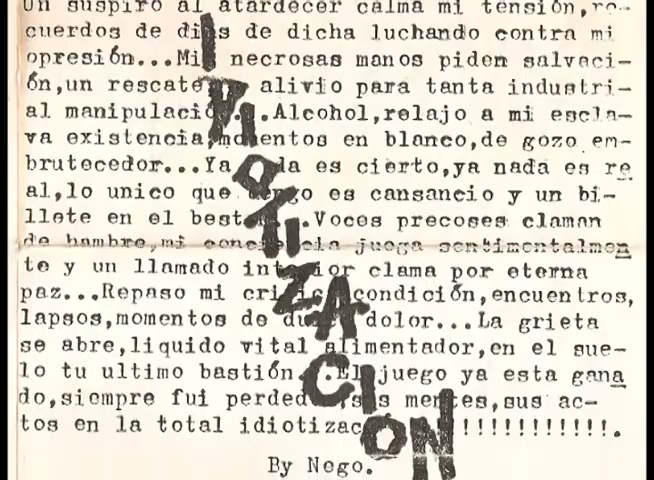 Un suspiro al atardecer calma mi tensión,re-
cuerdos de dias de dicha luchando contra mi
opresión...Mis necrosas manos piden salvaci-
ón,un rescate alivio para tanta industri-
al manipulación..Alcohol,relajo a mi escla-
va existencia,momentos en blanco,de gozo em-
brutecedor...Ya nada es cierto,ya nada es re
al,lo unico que tengo es cansancio y un bi-
llete en el best ..Voces precoses claman
de hambre,mi conciencia juega sentimentalmen
te y un llamado interior clama por eterna
paz...Repaso mi critica condición,encuentros,
lapsos,momentos de duro dolor...La grieta
se abre,liquido vital alimentador,en el sue-
lo tu ultimo bastión..El juego ya esta gana
do,siempre fui perdedor,sus mentes,sus ac-
tos en la total idiotización!!!!!!!!!!!.
By Nego.
IDIOTIZACIÓN